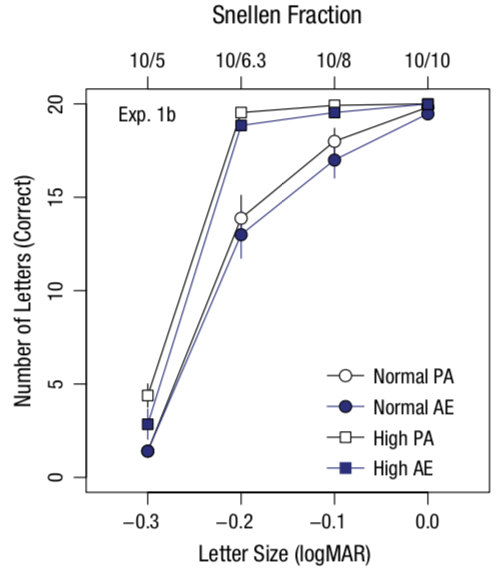 Snellen Fraction
10/5 10/6.3 10/8 10/10
Exp. 1b
20
15
10
5
0
Number of Letters (Correct)
Normal PA
Normal AE
High PA
High AE
−0.3 −0.2 −0.1 0.0
Letter Size (logMAR)